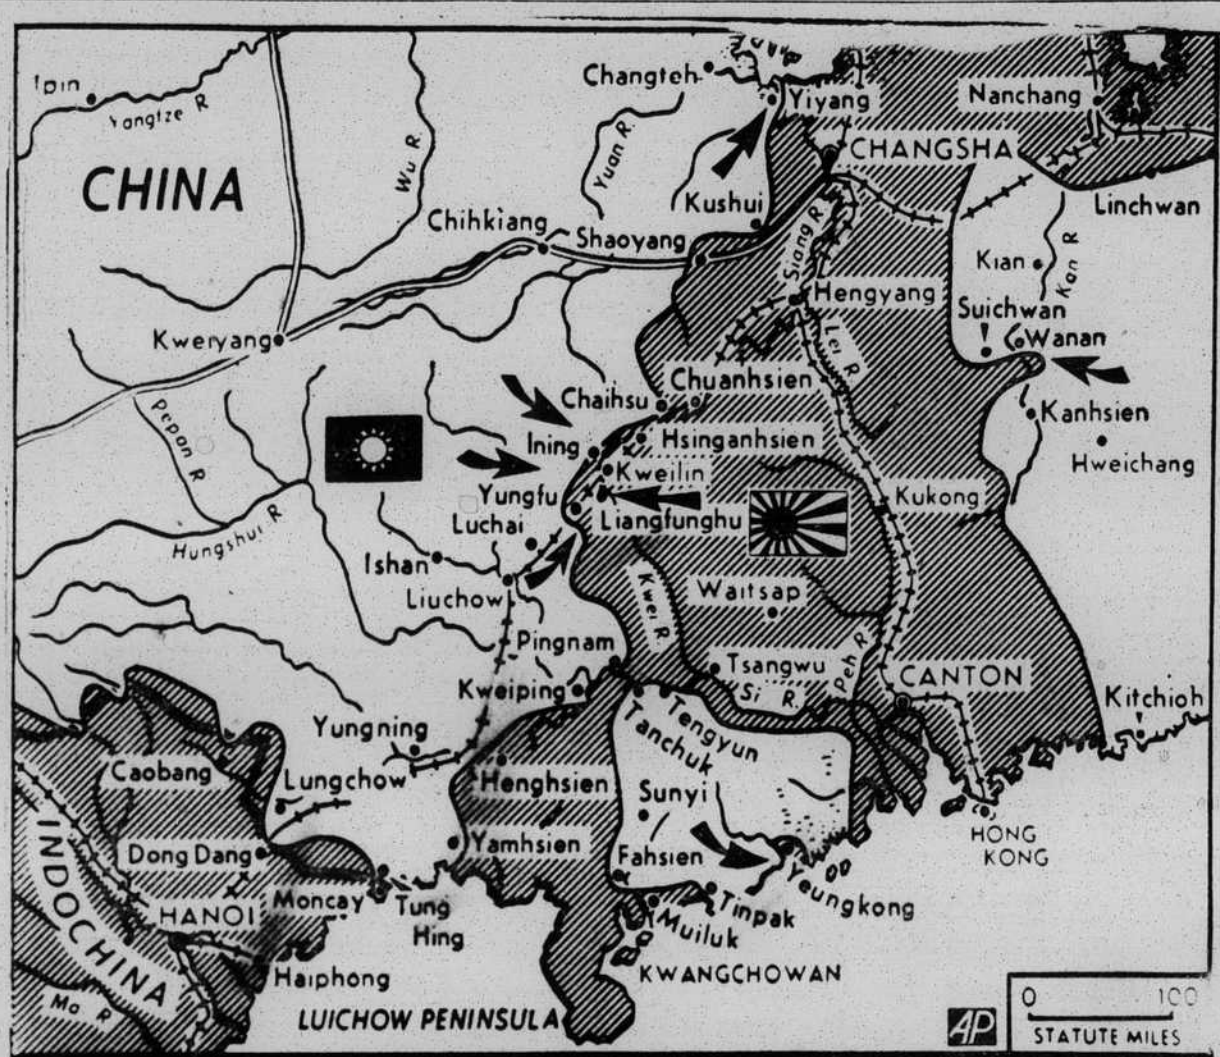 Ipin
Yangtze R
CHINA
Wu R.
Changteh
Yuan R.
Yiyang
Nanchang
CHANGSHA
Kushui
Linchwan
Chihkiang
Shaoyang
Siang R.
Kian
Kan R
Hengyang
Suichwan
Wanan
Kweiyang
Lei R.
Chuanhsien
Chaihsu
Kanhsien
Pepan R
Ining
Hsinganhsien
Hweichang
Kweilin
Yungfu
Kukong
Luchai
Liangfunghu
Hungshui R
Ishan
Liuchow
Kwei R
Waitsap
Pingnam
Tsangwu
Peh R
Kweiping
Si R.
CANTON
Kitchioh
Tengyun
Tanchuk
Yungning
Caobang
Lungchow
Henghsien
Sunyi
INDOCHINA
Dong Dang
Yamhsien
Fahsien
HONG
KONG
Yeungkong
HANOI
Moncay
Tung
Hing
Tinpak
Muiluk
Haiphong
KWANGCHOWAN
Ma R
LUICHOW PENINSULA
AP
0 100
STATUTE MILES